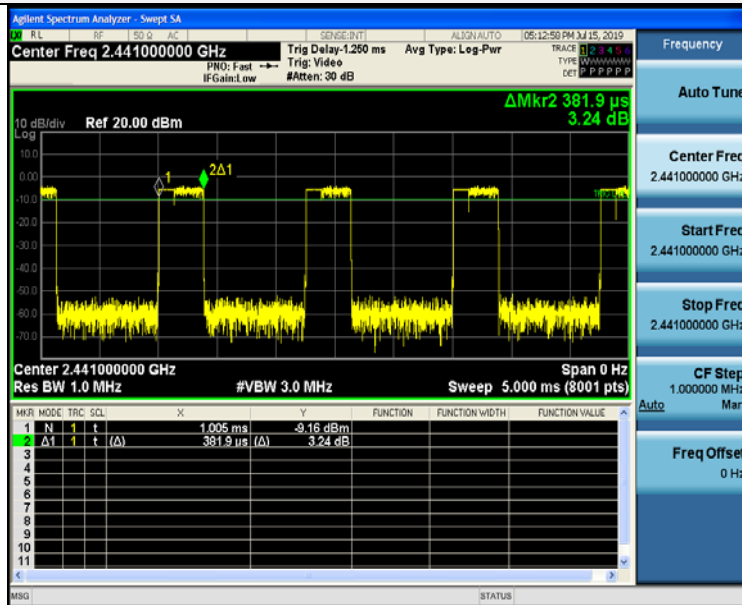 Agilent Spectrum Analyzer - Swept SA
RL RF 50 Ω AC SENSE:INT ALIGN AUTO 05:12:58 PM Jul 15, 2019
Center Freq 2.441000000 GHz
PNO: Fast
IFGain:Low
Trig Delay-1.250 ms
Trig: Video
#Atten: 30 dB
Avg Type: Log-Pwr
TRACE 1 2 3 4 5 6
TYPE WWWWWW
DET P P P P P P
ΔMkr2 381.9 µs
3.24 dB
10 dB/div Ref 20.00 dBm
Log
10.0
0.00
-10.0
-20.0
-30.0
-40.0
-50.0
-60.0
-70.0
1
2Δ1
Center 2.441000000 GHz Span 0 Hz
Res BW 1.0 MHz #VBW 3.0 MHz Sweep 5.000 ms (8001 pts)
MKR MODE TRC SCL X Y FUNCTION FUNCTION WIDTH FUNCTION VALUE
1 N 1 t 1.005 ms -9.16 dBm
2 Δ1 1 t (Δ) 381.9 us (Δ) 3.24 dB
3
4
5
6
7
8
9
10
11
MSG STATUS
Frequency
Auto Tune
Center Freq
2.441000000 GHz
Start Freq
2.441000000 GHz
Stop Freq
2.441000000 GHz
CF Step
1.000000 MHz
Auto Man
Freq Offset
0 Hz